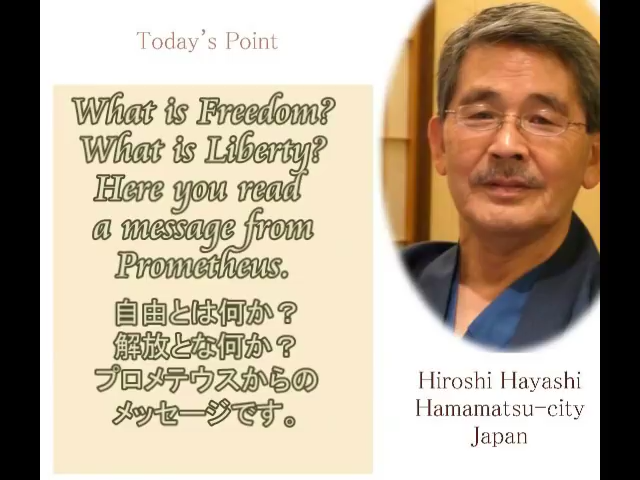 Today's Point
What is Freedom?
What is Liberty?
Here you read
a message from
Prometheus.
自由とは何か？
解放とな何か？
プロメテウスからの
メッセージです。
Hiroshi Hayashi
Hamamatsu-city
Japan